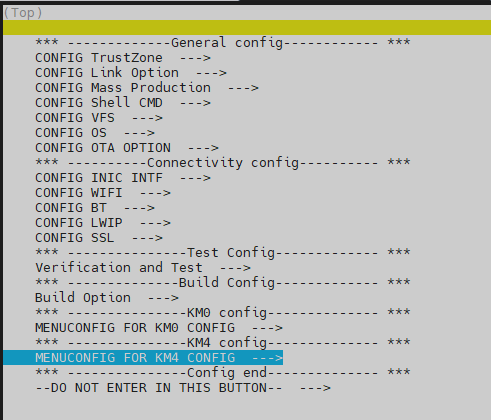 (Top)
*** -------------General config------------ ***
CONFIG TrustZone  --->
CONFIG Link Option  --->
CONFIG Mass Production  --->
CONFIG Shell CMD  --->
CONFIG VFS  --->
CONFIG OS  --->
CONFIG OTA OPTION  --->
*** ----------Connectivity config---------- ***
CONFIG INIC INTF  --->
CONFIG WIFI  --->
CONFIG BT  --->
CONFIG LWIP  --->
CONFIG SSL  --->
*** ---------------Test Config------------- ***
Verification and Test  --->
*** --------------Build Config------------- ***
Build Option  --->
*** ---------------KM0 config-------------- ***
MENUCONFIG FOR KM0 CONFIG  --->
*** ---------------KM4 config-------------- ***
MENUCONFIG FOR KM4 CONFIG  --->
*** ---------------Config end-------------- ***
--DO NOT ENTER IN THIS BUTTON--  --->